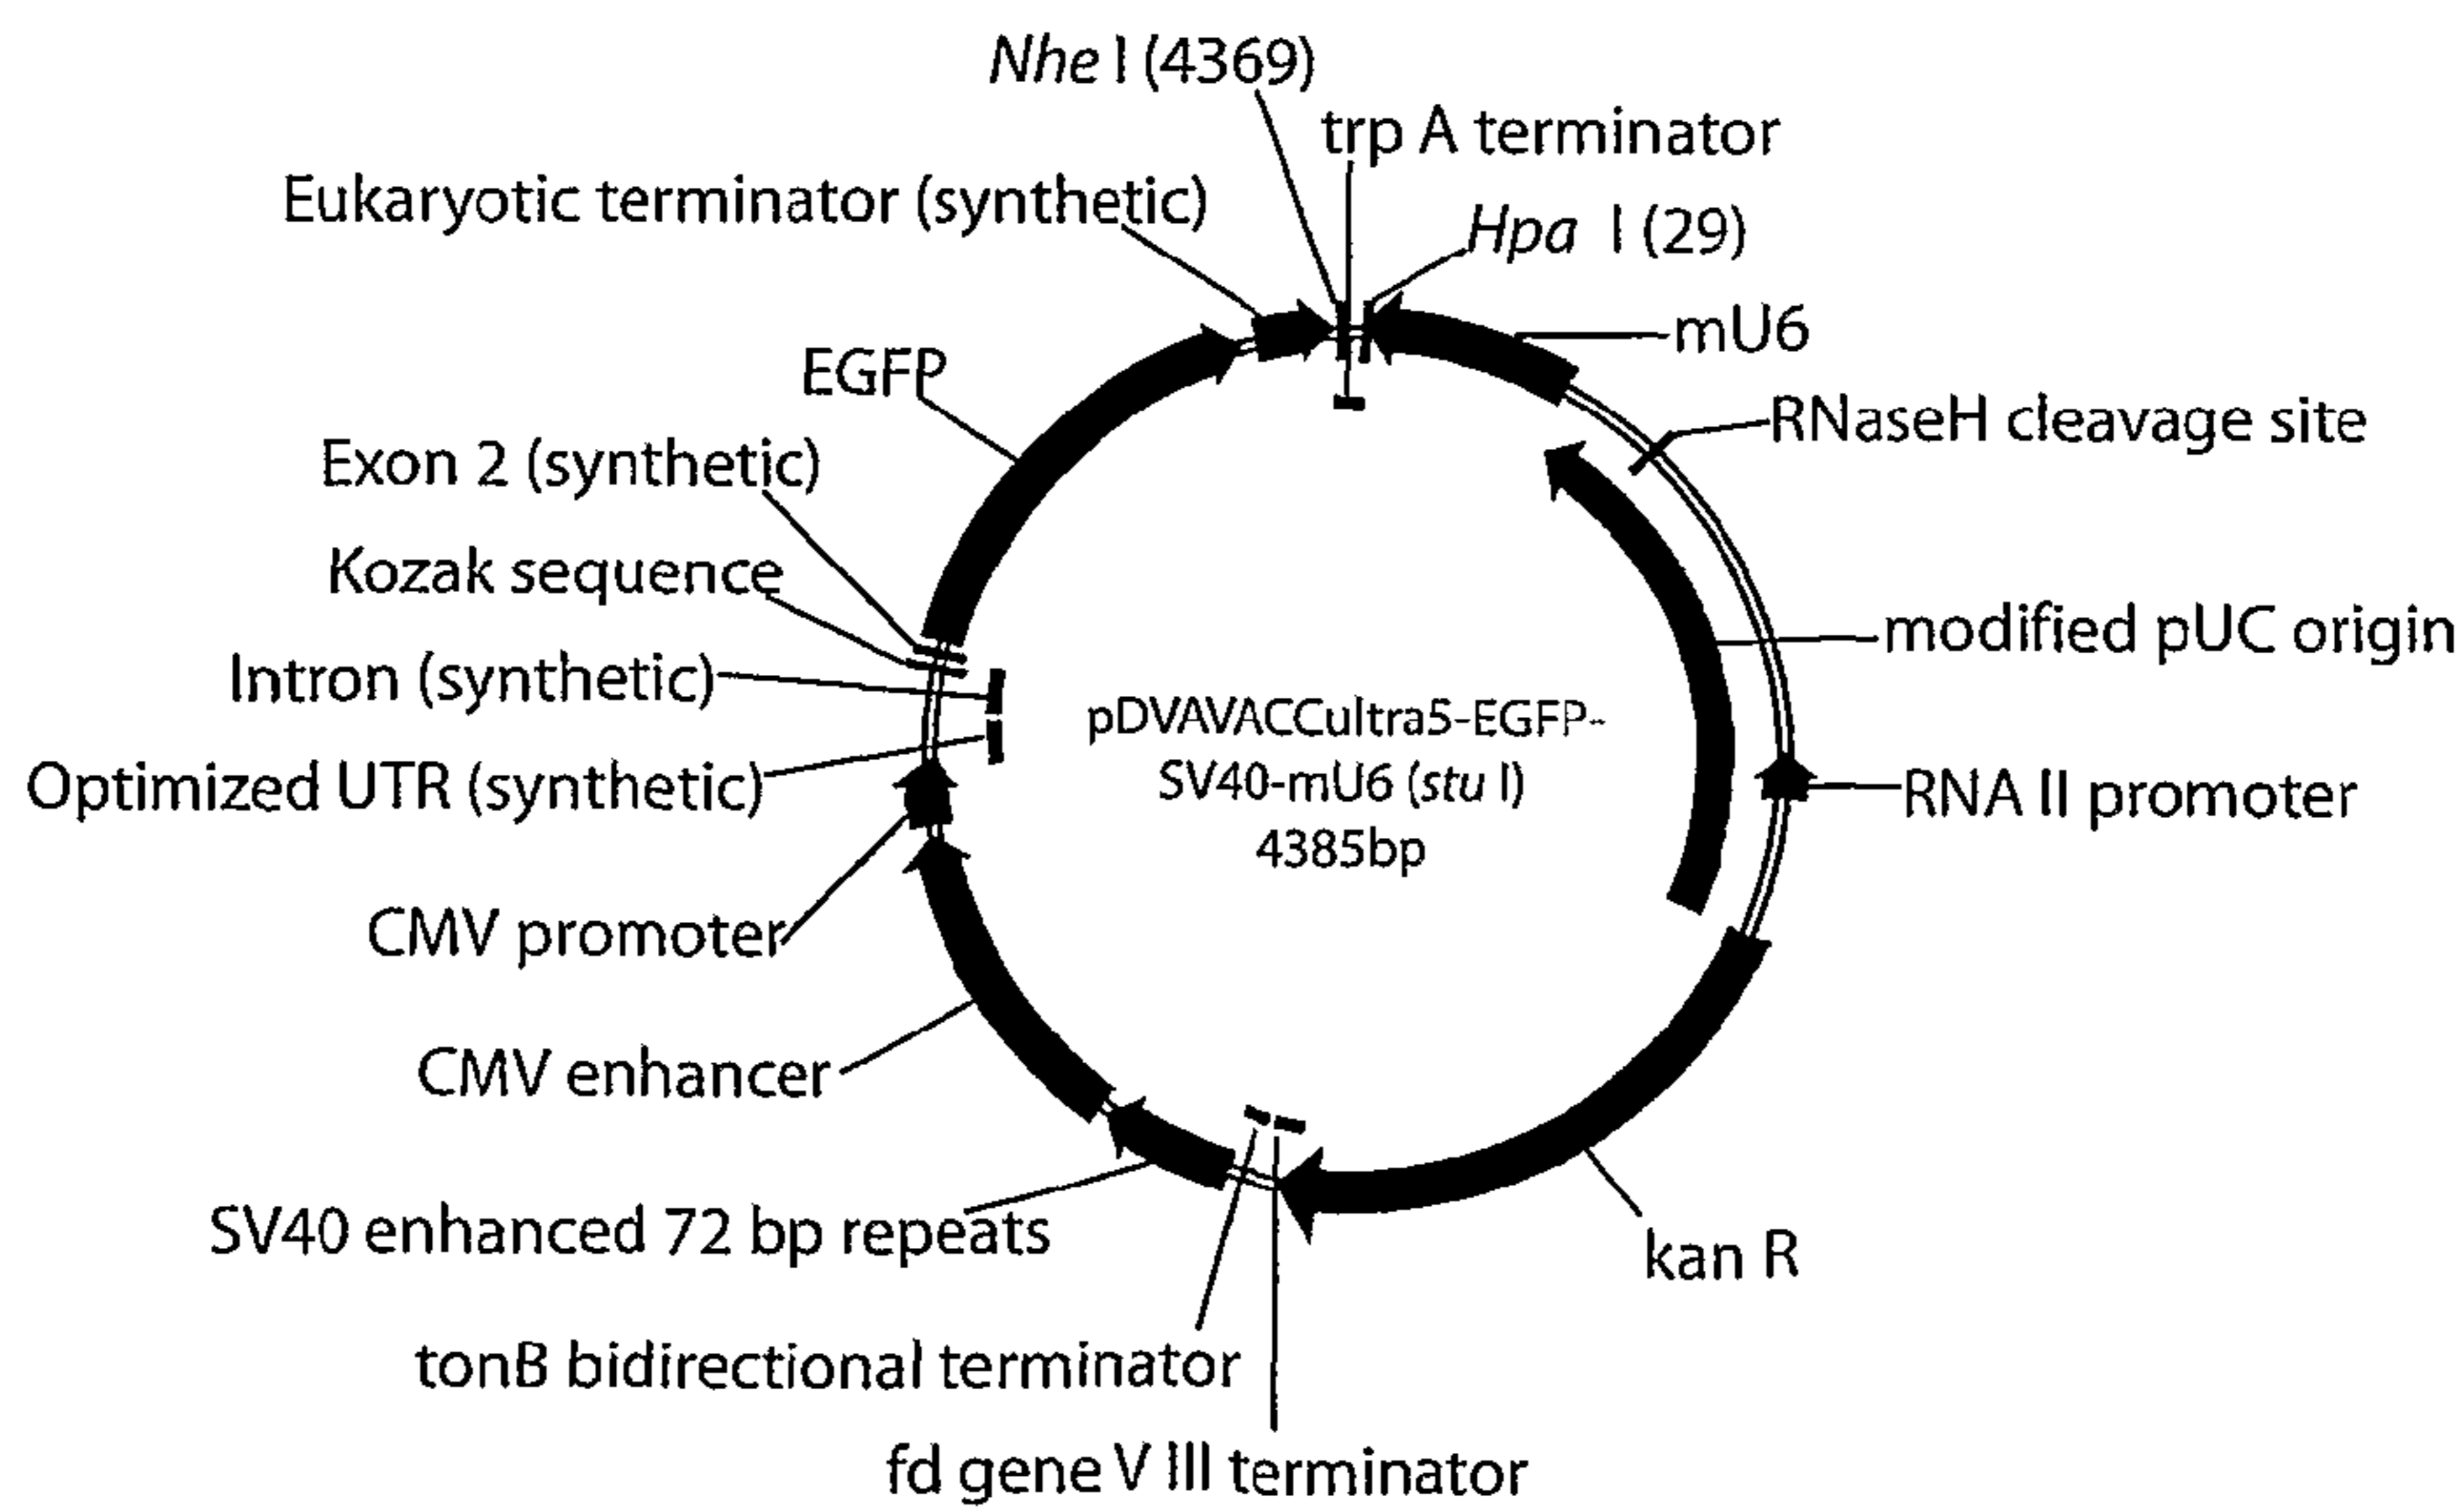 Nhe I (4369)
trp A terminator
Eukaryotic terminator (synthetic)
Hpa I (29)
mU6
EGFP
RNaseH cleavage site
Exon 2 (synthetic)
Kozak sequence
modified pUC origin
Intron (synthetic)
pDVAVACCultra5-EGFP-
SV40-mU6 (stu I)
4385bp
Optimized UTR (synthetic)
RNA II promoter
CMV promoter
CMV enhancer
SV40 enhanced 72 bp repeats
kan R
tonB bidirectional terminator
fd gene V III terminator